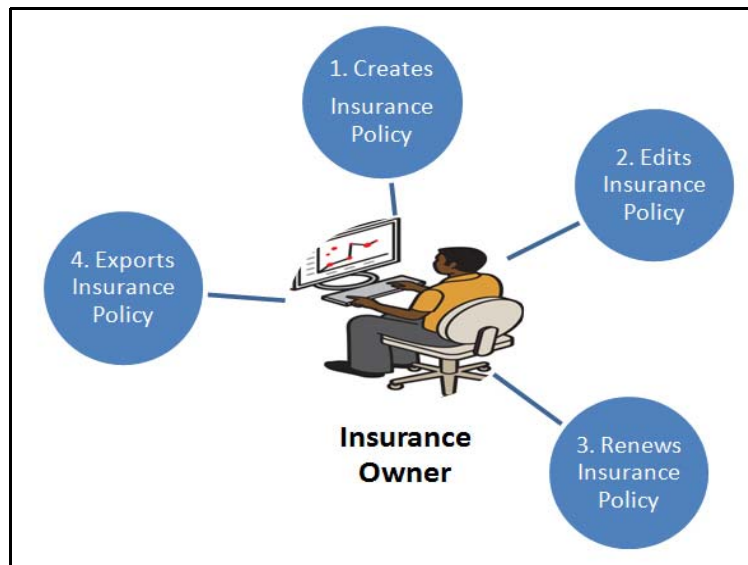 1. Creates
Insurance
Policy
2. Edits
Insurance
Policy
3. Renews
Insurance
Policy
4. Exports
Insurance
Policy
Insurance
Owner